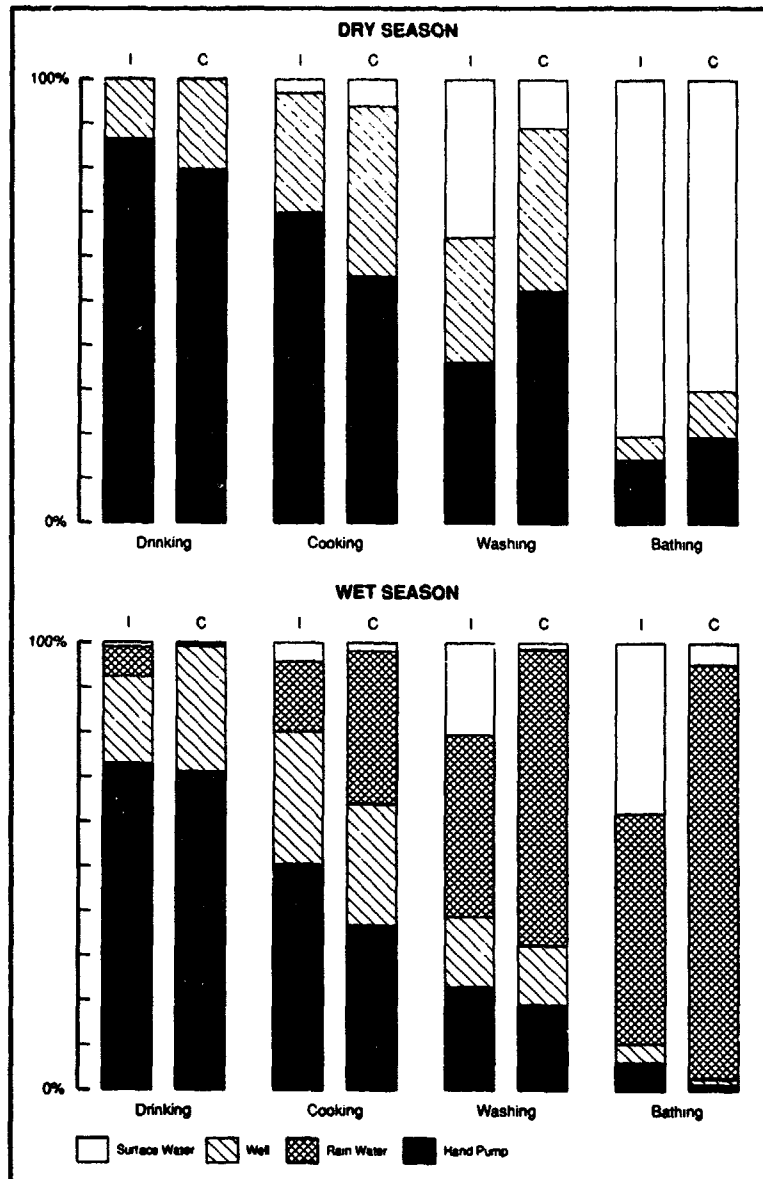 DRY SEASON
I C I C I C I C
100%
0%
Drinking Cooking Washing Bathing
WET SEASON
I C I C I C I C
100%
0%
Drinking Cooking Washing Bathing
Surface Water Well Rain Water Hand Pump